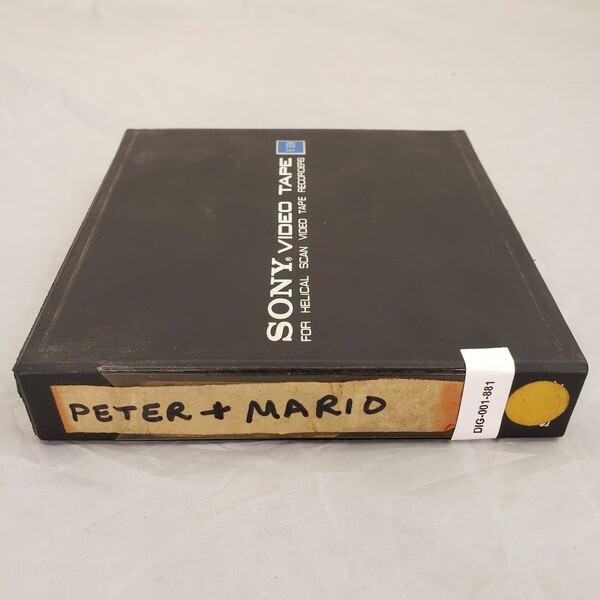 SONY® VIDEO TAPE
FOR HELICAL SCAN VIDEO TAPE RECORDERS
PETER + MARIO
DIG-001-881